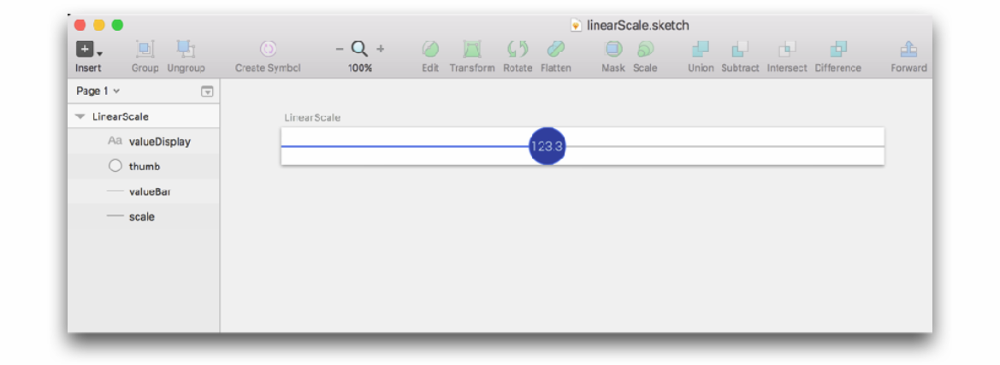 linearScale.sketch
Insert Group Ungroup Create Symbol 100% Edit Transform Rotate Flatten Mask Scale Union Subtract Intersect Difference Forward
Page 1
LinearScale
Aa valueDisplay
thumb
valueBar
scale
LinearScale
123.3